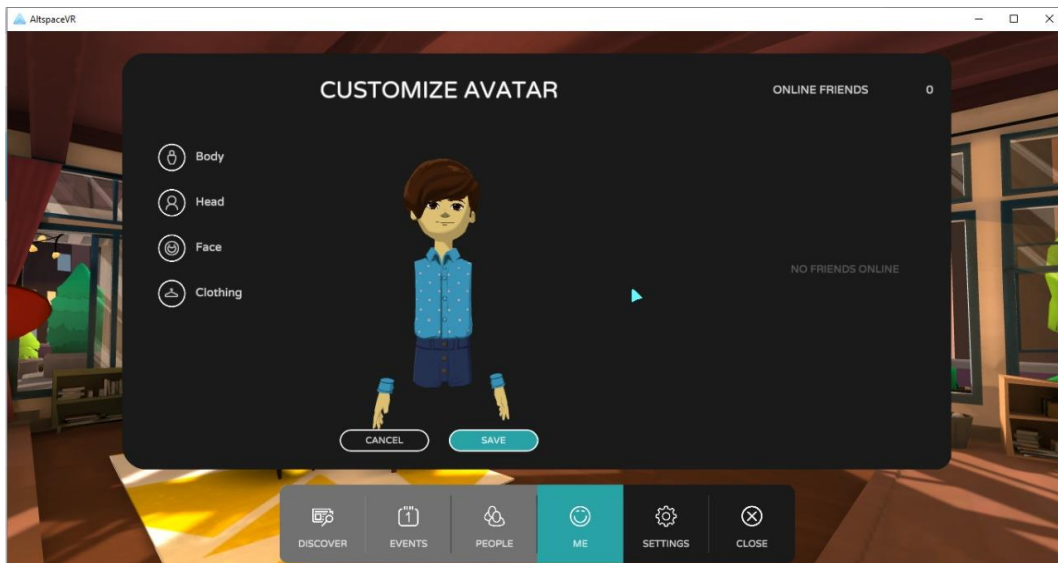 AltspaceVR
CUSTOMIZE AVATAR
ONLINE FRIENDS 0
Body
Head
Face
Clothing
NO FRIENDS ONLINE
CANCEL
SAVE
1
DISCOVER
EVENTS
PEOPLE
ME
SETTINGS
CLOSE